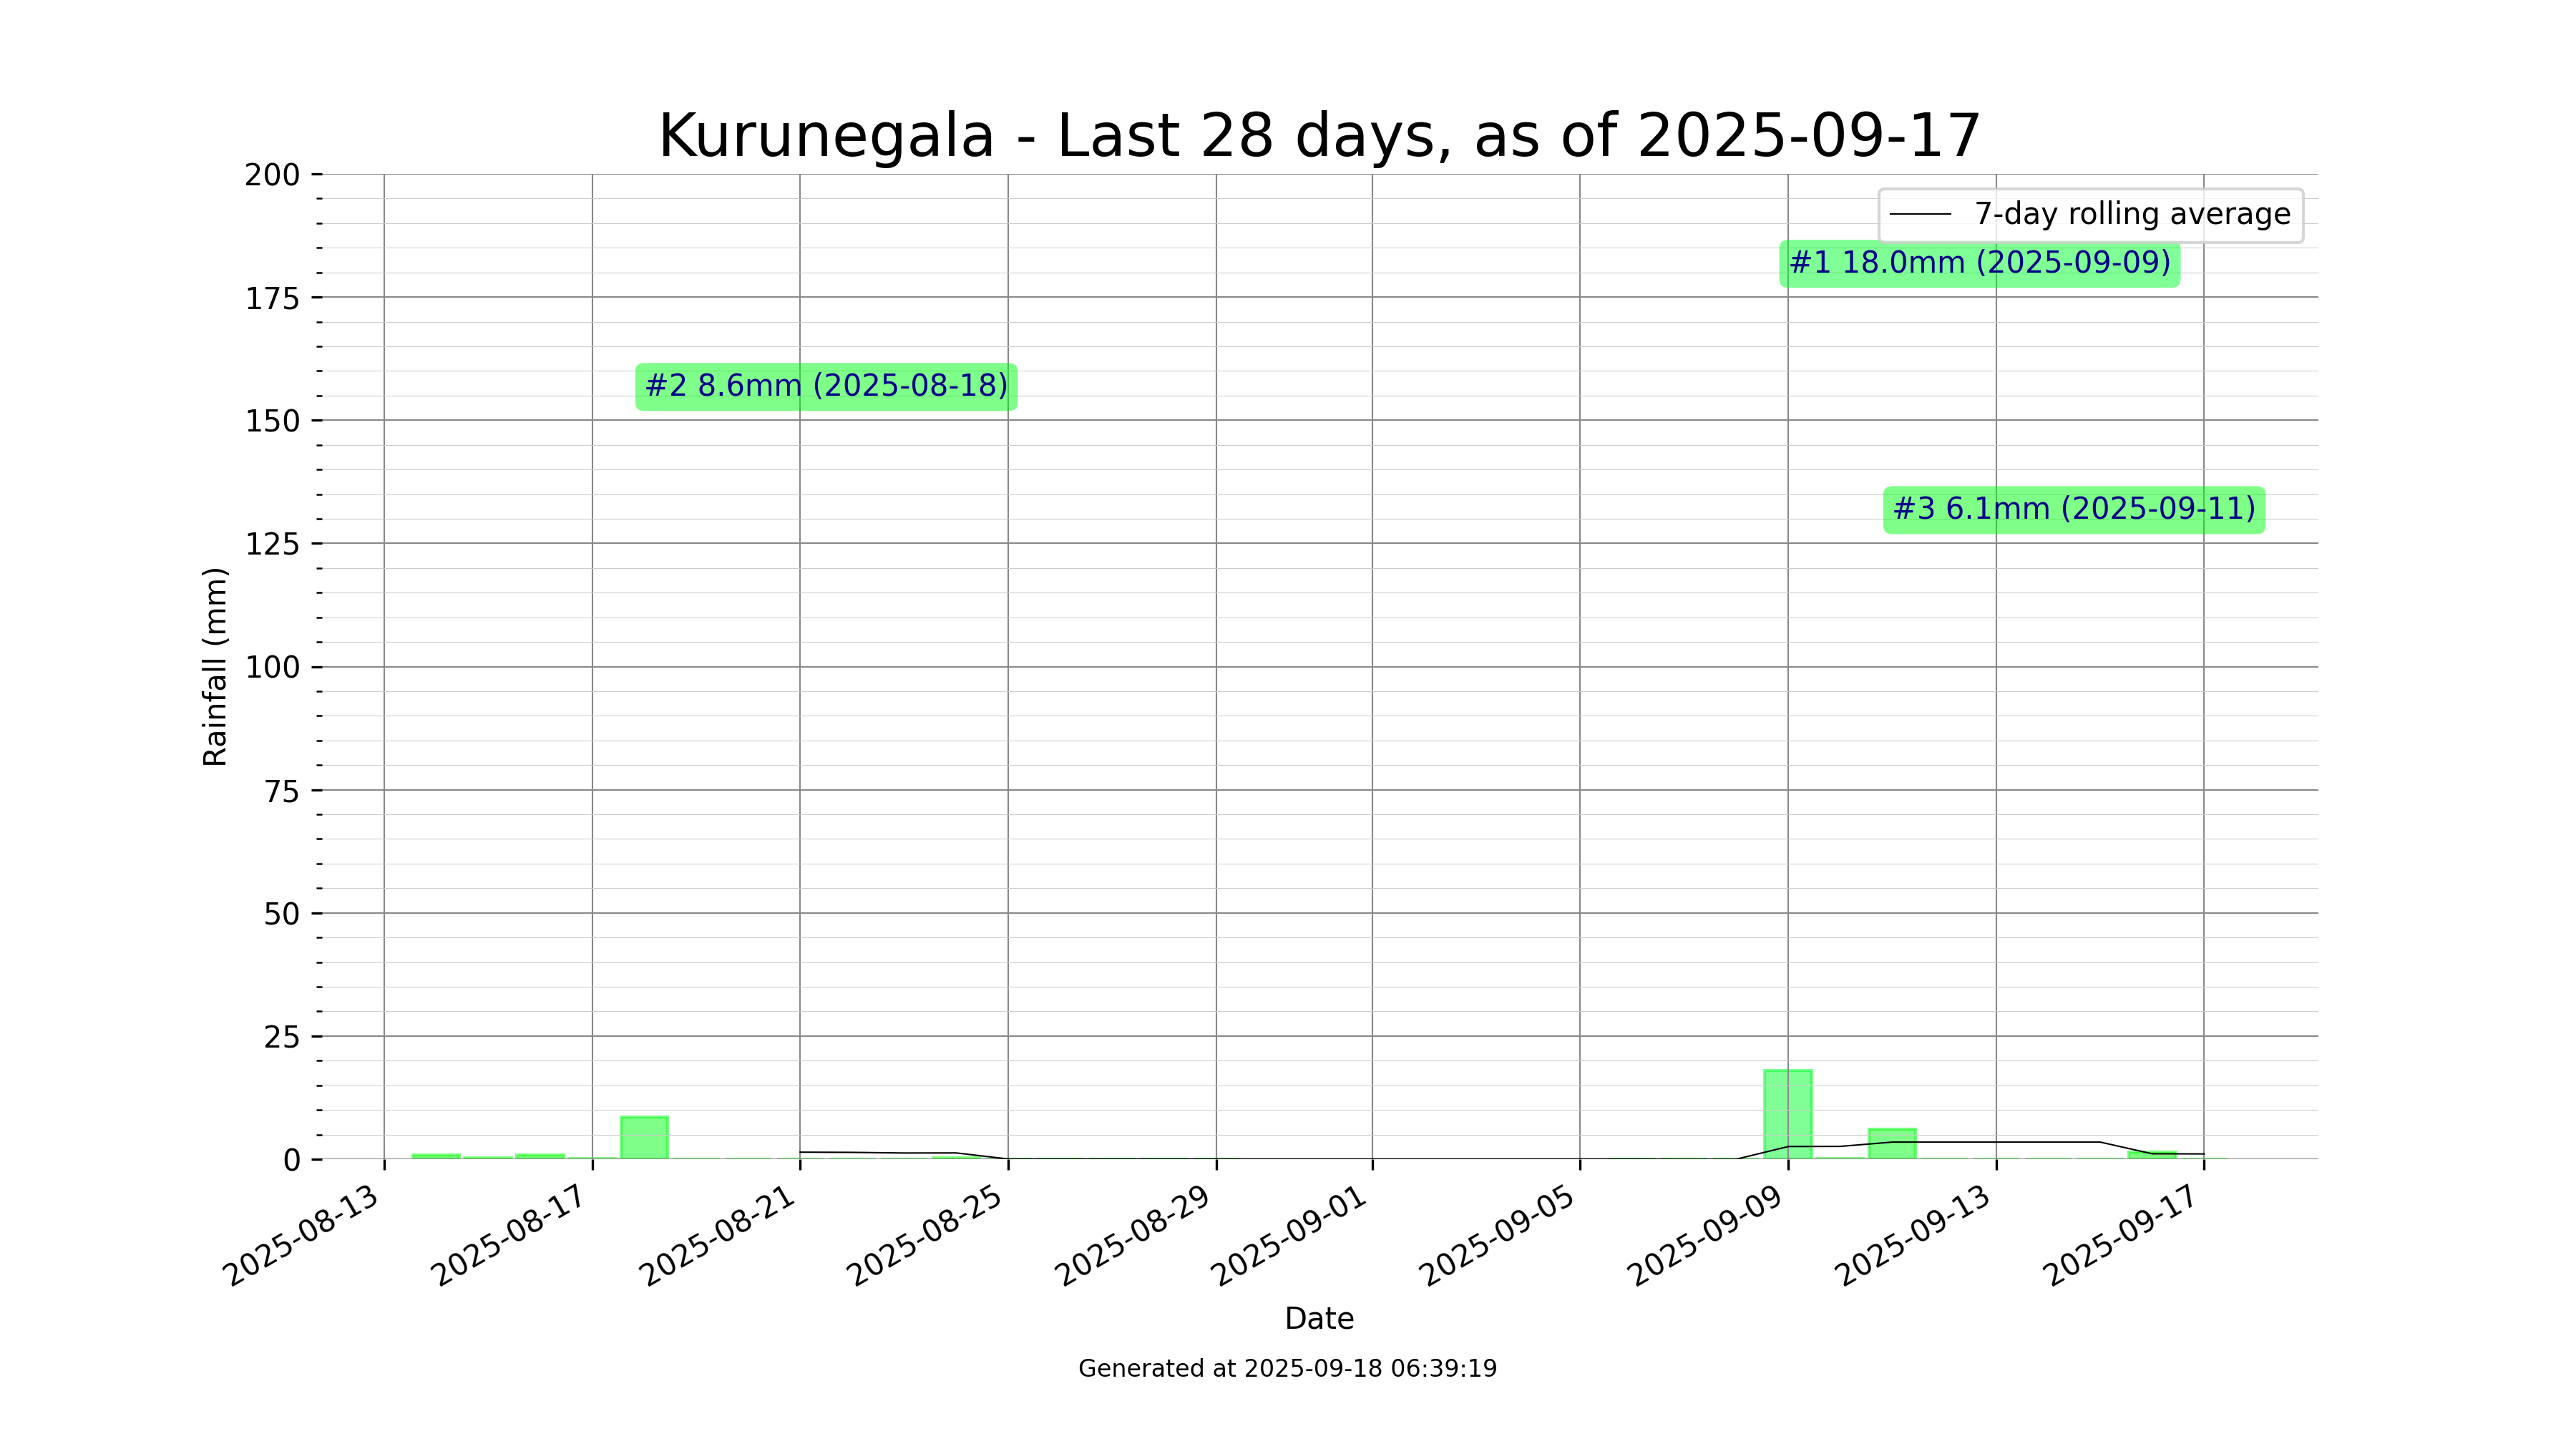 Kurunegala - Last 28 days, as of 2025-09-17
7-day rolling average
#1 18.0mm (2025-09-09)
#2 8.6mm (2025-08-18)
#3 6.1mm (2025-09-11)
Rainfall (mm)
200
175
150
125
100
75
50
25
0
2025-08-13
2025-08-17
2025-08-21
2025-08-25
2025-08-29
2025-09-01
2025-09-05
2025-09-09
2025-09-13
2025-09-17
Date
Generated at 2025-09-18 06:39:19